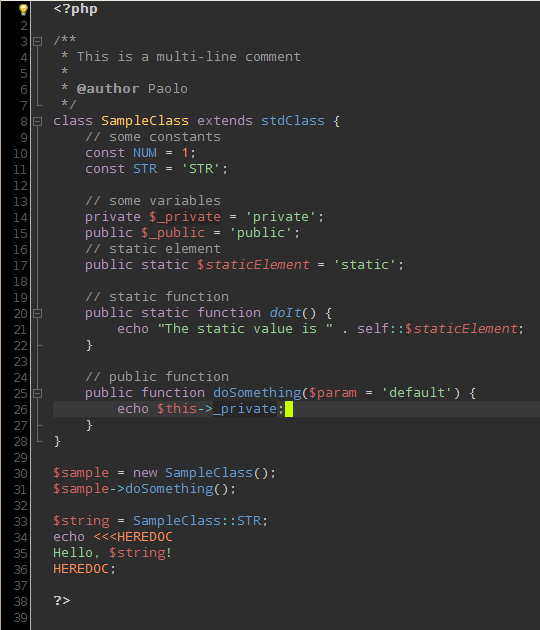 1 <?php
2
3 /**
4  * This is a multi-line comment
5  *
6  * @author Paolo
7  */
8 class SampleClass extends stdClass {
9     // some constants
10     const NUM = 1;
11     const STR = 'STR';
12
13     // some variables
14     private $_private = 'private';
15     public $_public = 'public';
16     // static element
17     public static $staticElement = 'static';
18
19     // static function
20     public static function doIt() {
21         echo "The static value is " . self::$staticElement;
22     }
23
24     // public function
25     public function doSomething($param = 'default') {
26         echo $this->_private;
27     }
28 }
29
30 $sample = new SampleClass();
31 $sample->doSomething();
32
33 $string = SampleClass::STR;
34 echo <<<HEREDOC
35 Hello, $string!
36 HEREDOC;
37
38 ?>
39